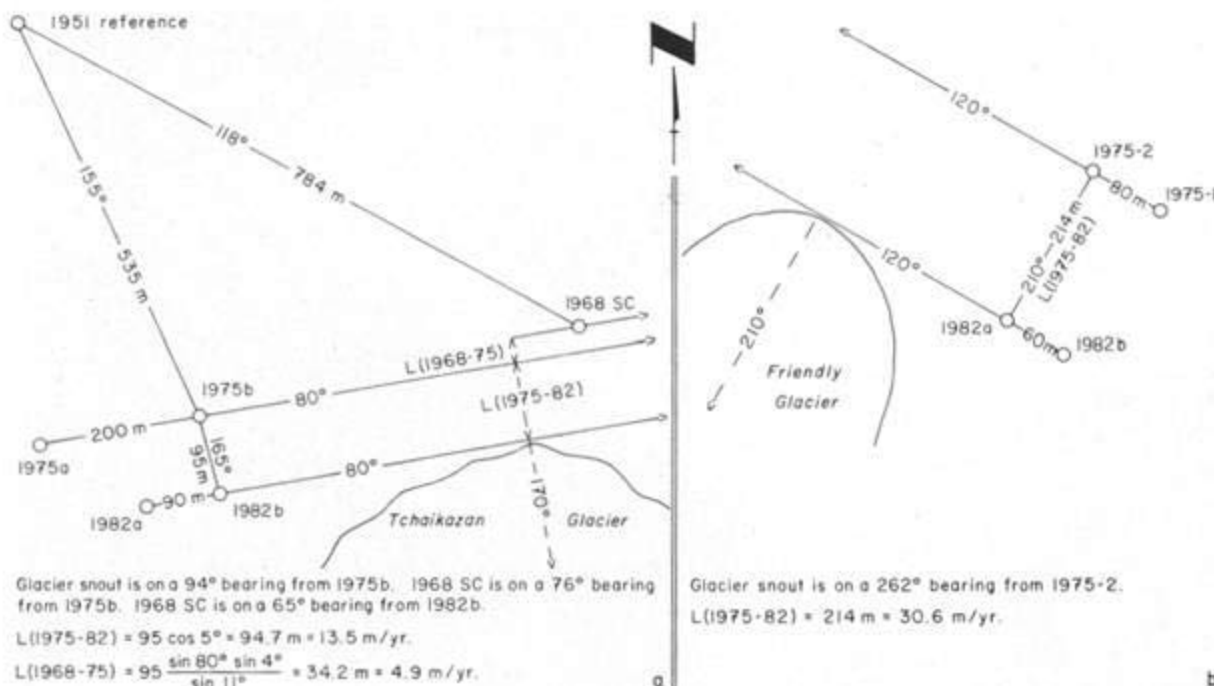 1951 reference
118°
784 m
155°
535 m
1968 SC
L(1968-75)
1975b
80°
L(1975-82)
200 m
1975a
165°
95m
80°
90 m
1982a
1982b
170°
Tchaikazan Glacier
Glacier snout is on a 94° bearing from 1975b. 1968 SC is on a 76° bearing
from 1975b. 1968 SC is on a 65° bearing from 1982b.
L(1975-82) = 95 cos 5° = 94.7 m = 13.5 m/yr.
L(1968-75) = 95 sin 80° sin 4° / sin 11° = 34.2 m = 4.9 m/yr.
a
120°
1975-2
80m
1975-1
210°—214 m
L(1975-82)
120°
1982a
60m
1982b
210°
Friendly
Glacier
Glacier snout is on a 262° bearing from 1975-2.
L(1975-82) = 214 m = 30.6 m/yr.
b